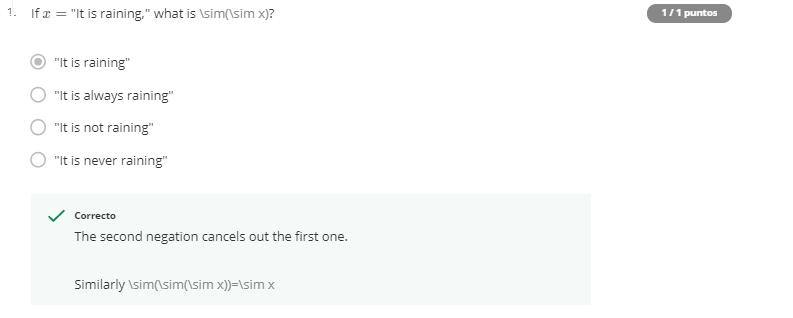 1. If x = "It is raining," what is \sim(\sim x)?
1 / 1 puntos
"It is raining"
"It is always raining"
"It is not raining"
"It is never raining"
Correcto
The second negation cancels out the first one.
Similarly \sim(\sim(\sim x))=\sim x